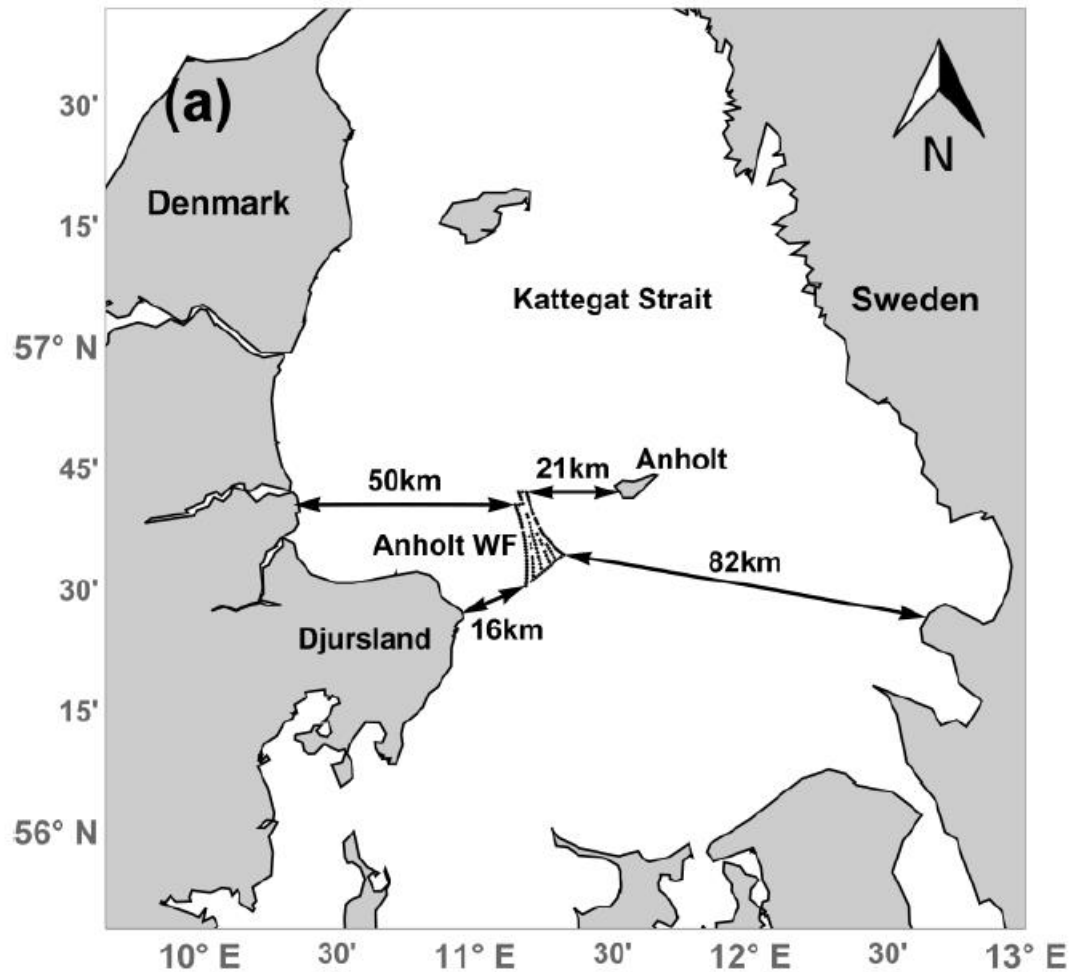 30'
(a)
N
Denmark
15'
Kattegat Strait
Sweden
57° N
45'
Anholt
21km
50km
Anholt WF
82km
30'
16km
Djursland
15'
56° N
10° E
30'
11° E
30'
12° E
30'
13° E